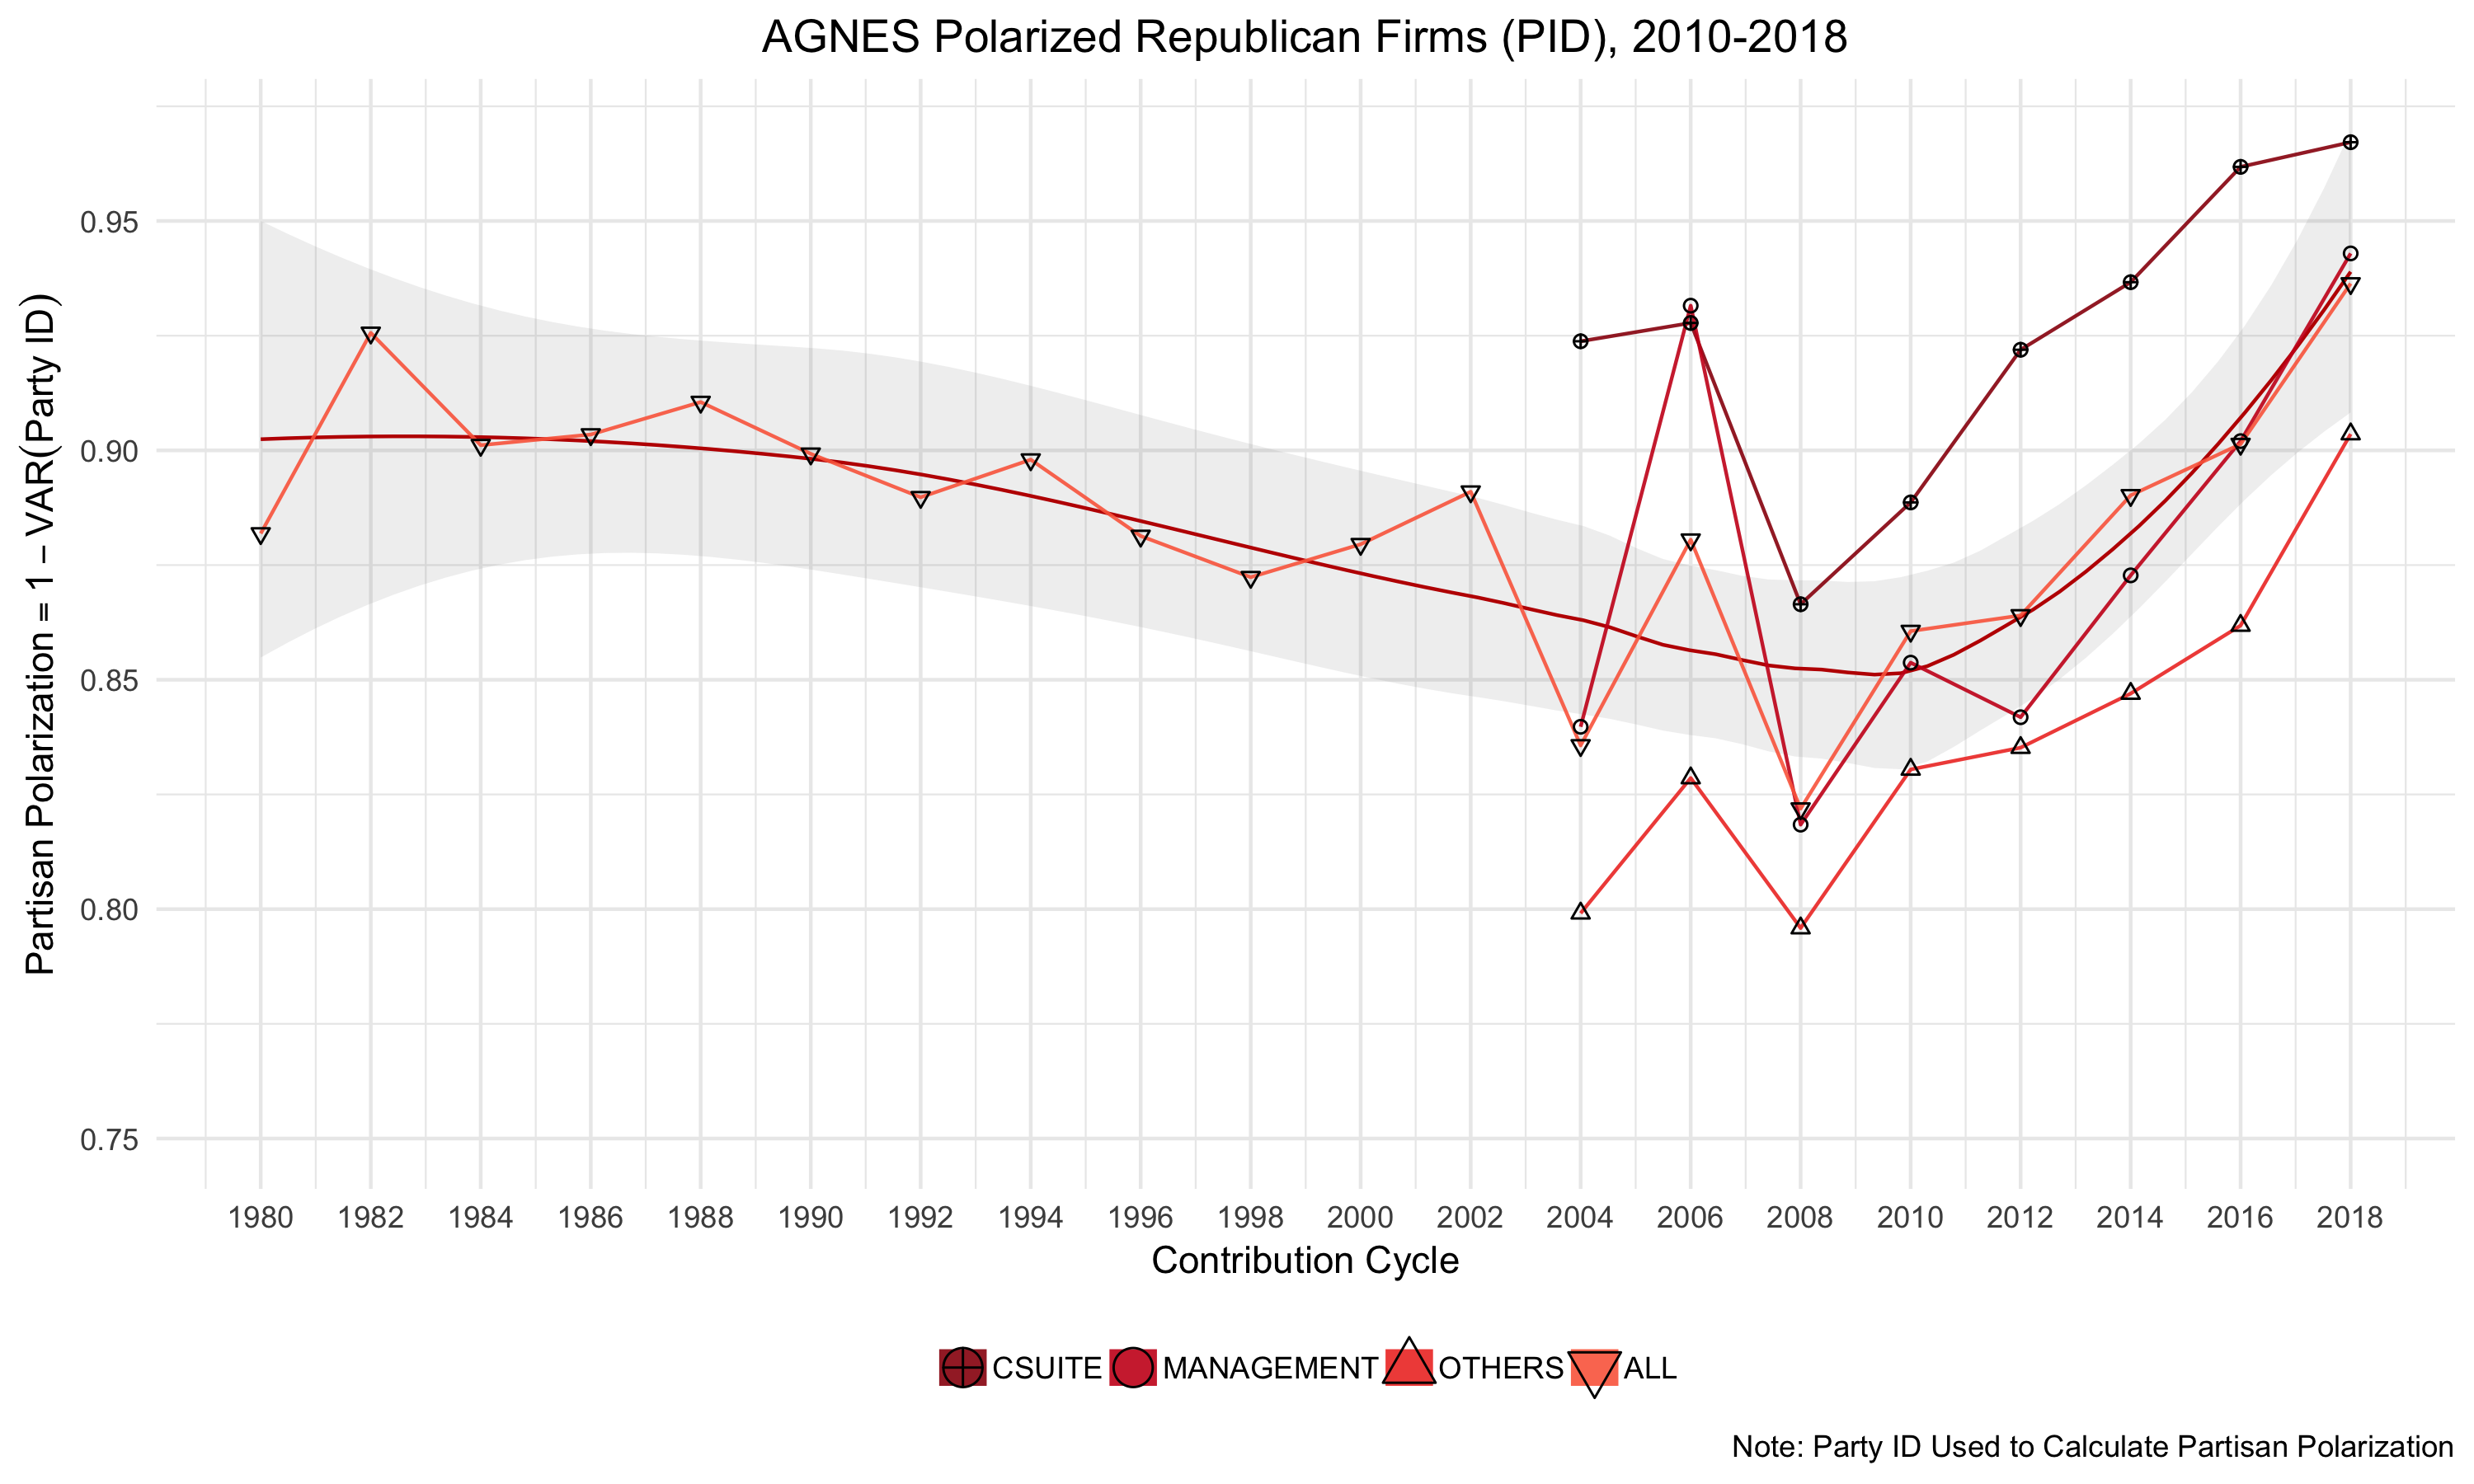 AGNES Polarized Republican Firms (PID), 2010-2018
Partisan Polarization = 1 – VAR(Party ID)
0.95
0.90
0.85
0.80
0.75
1980 1982 1984 1986 1988 1990 1992 1994 1996 1998 2000 2002 2004 2006 2008 2010 2012 2014 2016 2018
Contribution Cycle
CSUITE MANAGEMENT OTHERS ALL
Note: Party ID Used to Calculate Partisan Polarization